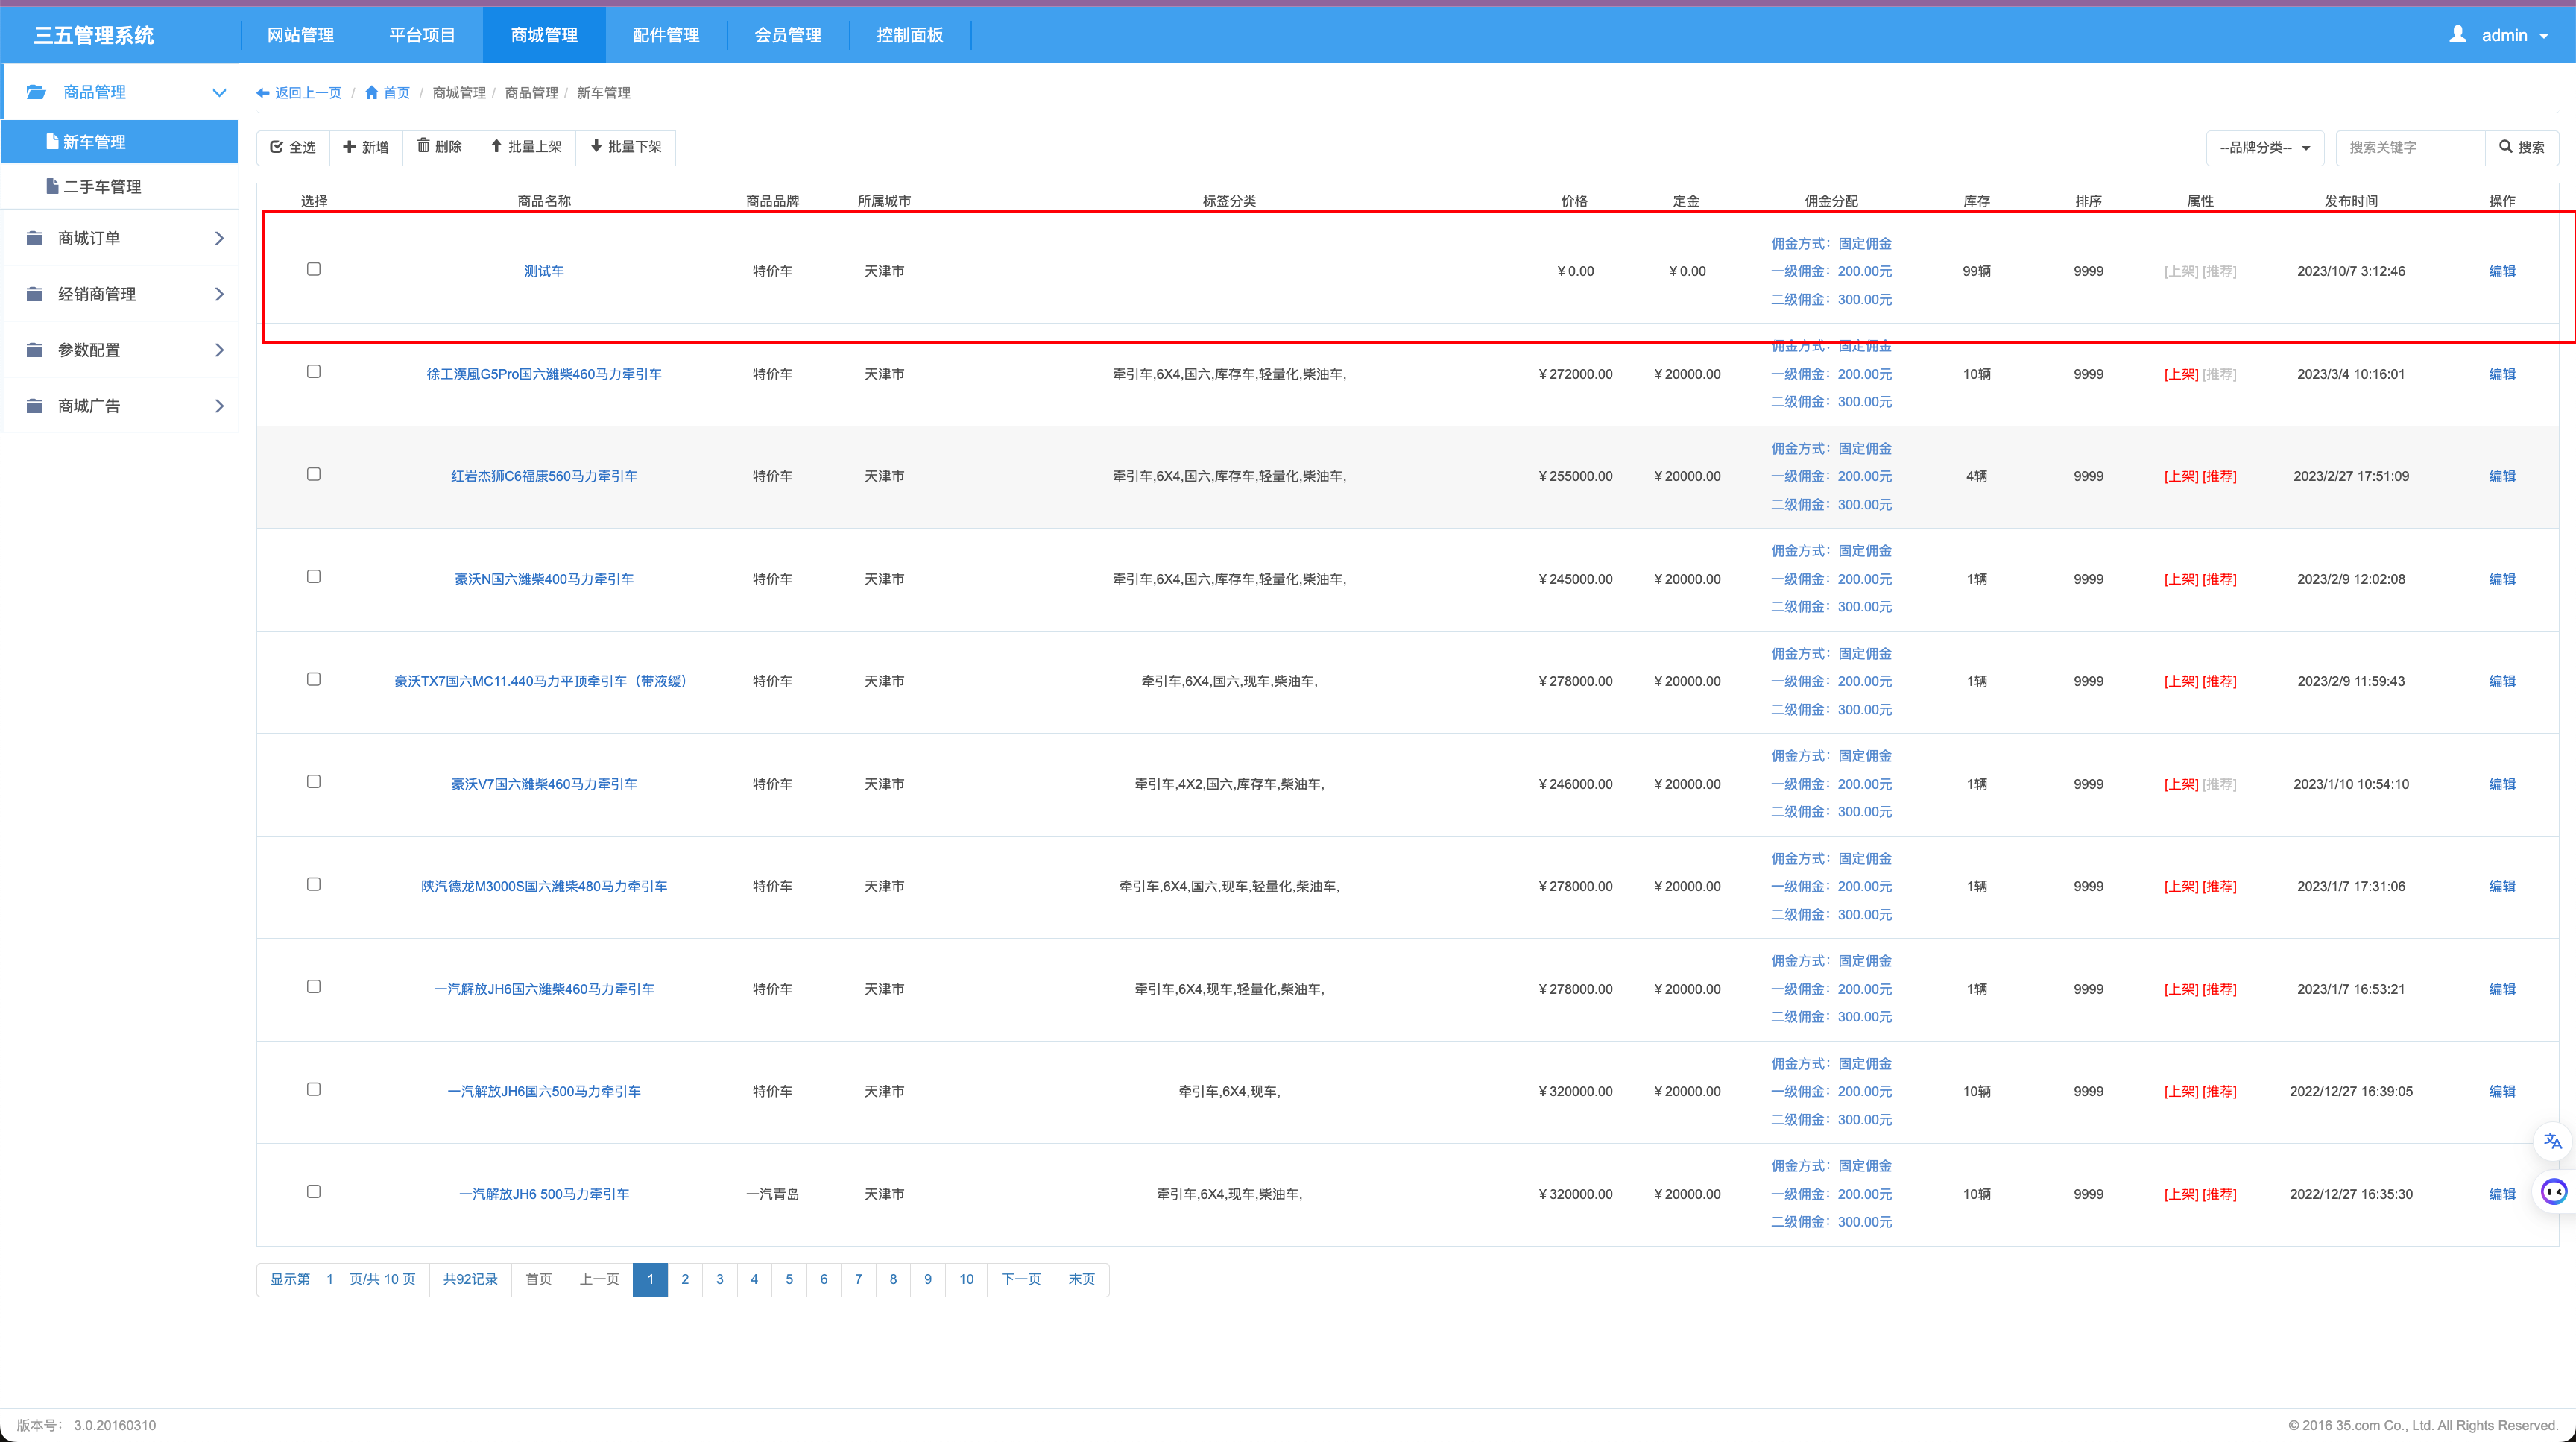 三五管理系统 网站管理 平台项目 商城管理 配件管理 会员管理 控制面板 admin
商品管理
新车管理
二手车管理
商城订单
经销商管理
参数配置
商城广告
返回上一页 / 首页 / 商城管理 / 商品管理 / 新车管理
全选 新增 删除 批量上架 批量下架 --品牌分类-- 搜索关键字 搜索
选择 商品名称 商品品牌 所属城市 标签分类 价格 定金 佣金分配 库存 排序 属性 发布时间 操作
佣金方式：固定佣金
测试车 特价车 天津市 ￥0.00 ￥0.00 一级佣金：200.00元 99辆 9999 [上架] [推荐] 2023/10/7 3:12:46 编辑
二级佣金：300.00元
佣金方式：固定佣金
徐工漢風G5Pro国六潍柴460马力牵引车 特价车 天津市 牵引车,6X4,国六,库存车,轻量化,柴油车, ￥272000.00 ￥20000.00 一级佣金：200.00元 10辆 9999 [上架] [推荐] 2023/3/4 10:16:01 编辑
二级佣金：300.00元
佣金方式：固定佣金
红岩杰狮C6福康560马力牵引车 特价车 天津市 牵引车,6X4,国六,库存车,轻量化,柴油车, ￥255000.00 ￥20000.00 一级佣金：200.00元 4辆 9999 [上架] [推荐] 2023/2/27 17:51:09 编辑
二级佣金：300.00元
佣金方式：固定佣金
豪沃N国六潍柴400马力牵引车 特价车 天津市 牵引车,6X4,国六,库存车,轻量化,柴油车, ￥245000.00 ￥20000.00 一级佣金：200.00元 1辆 9999 [上架] [推荐] 2023/2/9 12:02:08 编辑
二级佣金：300.00元
佣金方式：固定佣金
豪沃TX7国六MC11.440马力平顶牵引车（带液缓） 特价车 天津市 牵引车,6X4,国六,现车,柴油车, ￥278000.00 ￥20000.00 一级佣金：200.00元 1辆 9999 [上架] [推荐] 2023/2/9 11:59:43 编辑
二级佣金：300.00元
佣金方式：固定佣金
豪沃V7国六潍柴460马力牵引车 特价车 天津市 牵引车,4X2,国六,库存车,柴油车, ￥246000.00 ￥20000.00 一级佣金：200.00元 1辆 9999 [上架] [推荐] 2023/1/10 10:54:10 编辑
二级佣金：300.00元
佣金方式：固定佣金
陕汽德龙M3000S国六潍柴480马力牵引车 特价车 天津市 牵引车,6X4,国六,现车,轻量化,柴油车, ￥278000.00 ￥20000.00 一级佣金：200.00元 1辆 9999 [上架] [推荐] 2023/1/7 17:31:06 编辑
二级佣金：300.00元
佣金方式：固定佣金
一汽解放JH6国六潍柴460马力牵引车 特价车 天津市 牵引车,6X4,现车,轻量化,柴油车, ￥278000.00 ￥20000.00 一级佣金：200.00元 1辆 9999 [上架] [推荐] 2023/1/7 16:53:21 编辑
二级佣金：300.00元
佣金方式：固定佣金
一汽解放JH6国六500马力牵引车 特价车 天津市 牵引车,6X4,现车, ￥320000.00 ￥20000.00 一级佣金：200.00元 10辆 9999 [上架] [推荐] 2022/12/27 16:39:05 编辑
二级佣金：300.00元
佣金方式：固定佣金
一汽解放JH6 500马力牵引车 一汽青岛 天津市 牵引车,6X4,现车,柴油车, ￥320000.00 ￥20000.00 一级佣金：200.00元 10辆 9999 [上架] [推荐] 2022/12/27 16:35:30 编辑
二级佣金：300.00元
显示第 1 页/共 10 页 共92记录 首页 上一页 1 2 3 4 5 6 7 8 9 10 下一页 末页
版本号： 3.0.20160310 © 2016 35.com Co., Ltd. All Rights Reserved.